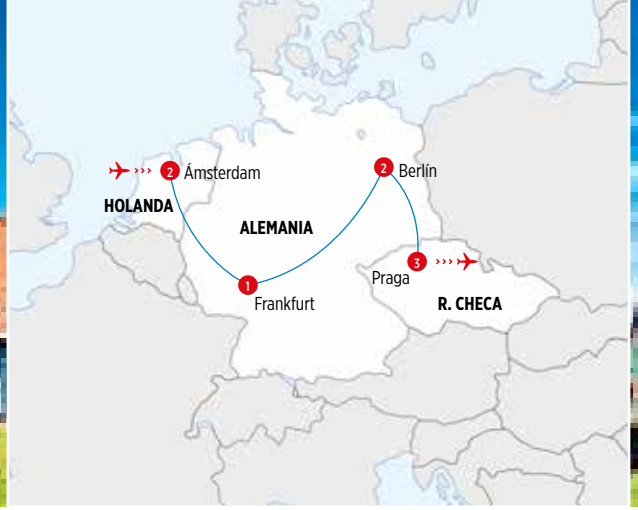 2 Ámsterdam
HOLANDA
2 Berlín
ALEMANIA
3
Praga
1
Frankfurt
R. CHECA